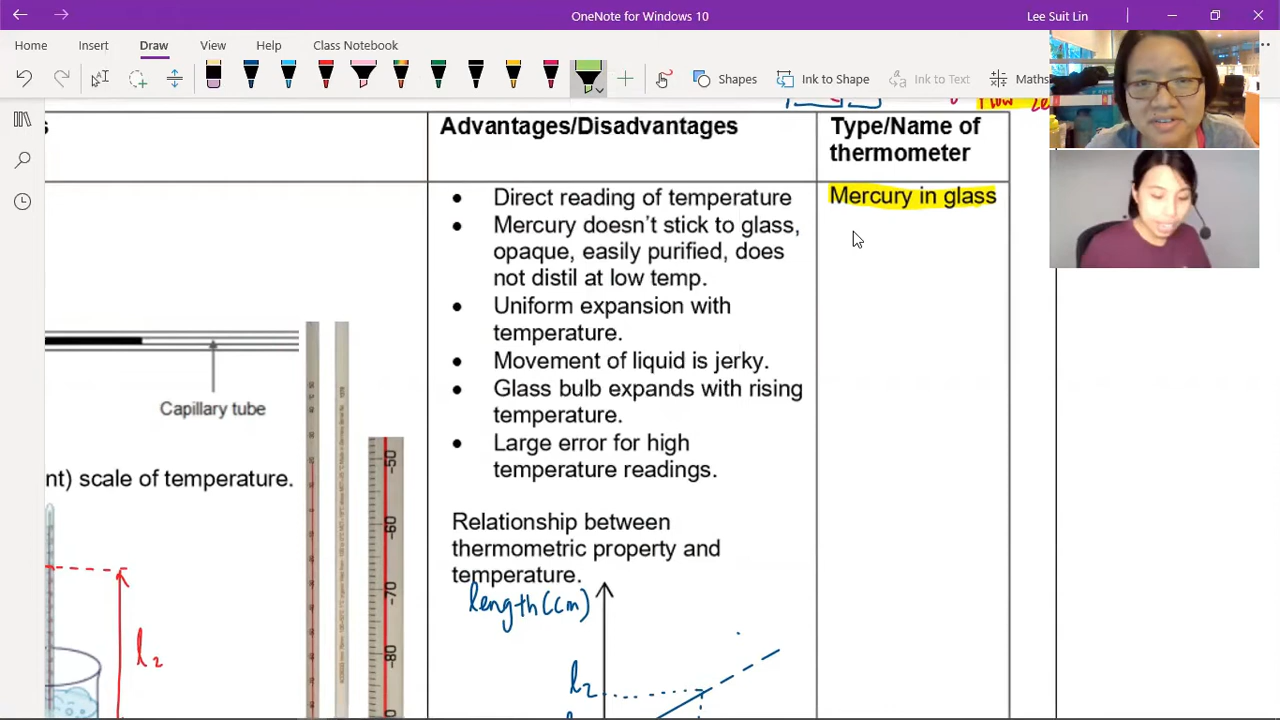 OneNote for Windows 10
Lee Suit Lin
Home Insert Draw View Help Class Notebook
Shapes Ink to Shape Ink to Text Maths
s
Advantages/Disadvantages
Type/Name of
thermometer
• Direct reading of temperature
• Mercury doesn't stick to glass,
opaque, easily purified, does
not distil at low temp.
• Uniform expansion with
temperature.
• Movement of liquid is jerky.
• Glass bulb expands with rising
temperature.
• Large error for high
temperature readings.
Mercury in glass
Capillary tube
nt) scale of temperature.
50
60
70
80
l₂
Relationship between
thermometric property and
temperature.
length (cm)
l₂